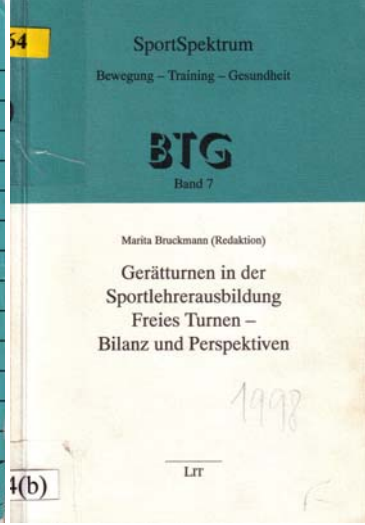 54
SportSpektrum
Bewegung – Training – Gesundheit
BTG
Band 7
Marita Bruckmann (Redaktion)
Gerätturnen in der
Sportlehrerausbildung
Freies Turnen –
Bilanz und Perspektiven
1998
LIT
4(b)